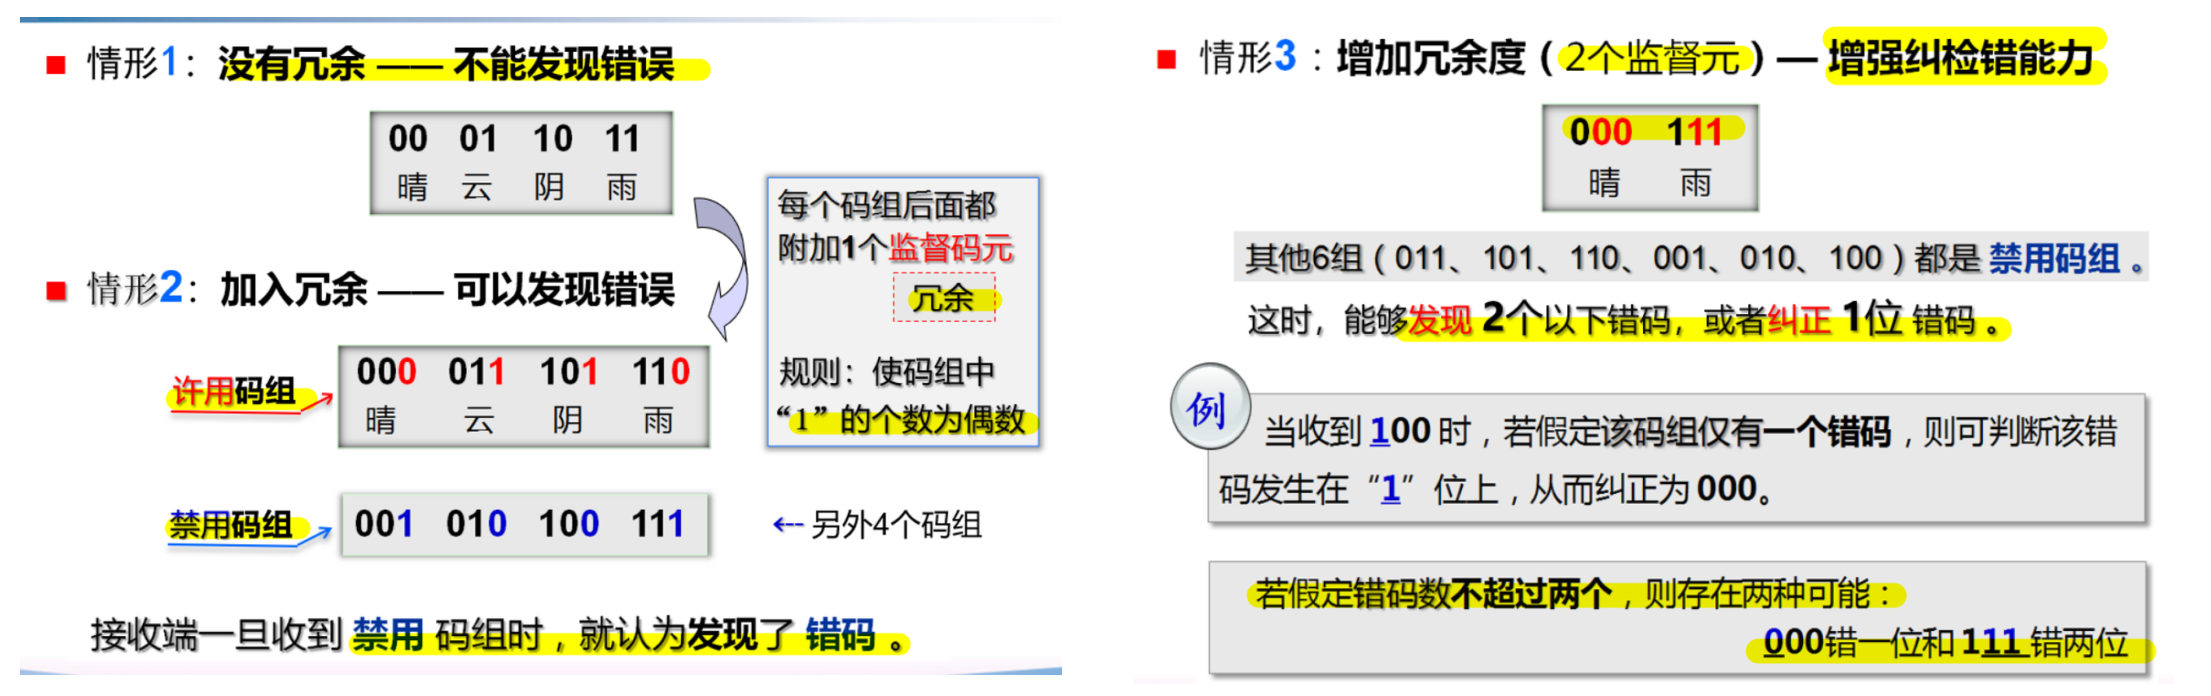 情形1：没有冗余 —— 不能发现错误
00 01 10 11
晴 云 阴 雨
每个码组后面都
附加1个监督码元
冗余
规则：使码组中
“1”的个数为偶数
情形2：加入冗余 —— 可以发现错误
许用码组
000 011 101 110
晴 云 阴 雨
禁用码组
001 010 100 111
另外4个码组
接收端一旦收到 禁用 码组时，就认为发现了 错码 。
情形3：增加冗余度（2个监督元）— 增强纠检错能力
000 111
晴 雨
其他6组（011、101、110、001、010、100）都是 禁用码组 。
这时，能够发现 2个以下错码，或者纠正 1位 错码 。
例
当收到 100 时，若假定该码组仅有一个错码，则可判断该错
码发生在“1”位上，从而纠正为 000。
若假定错码数不超过两个，则存在两种可能：
000错一位和 111 错两位